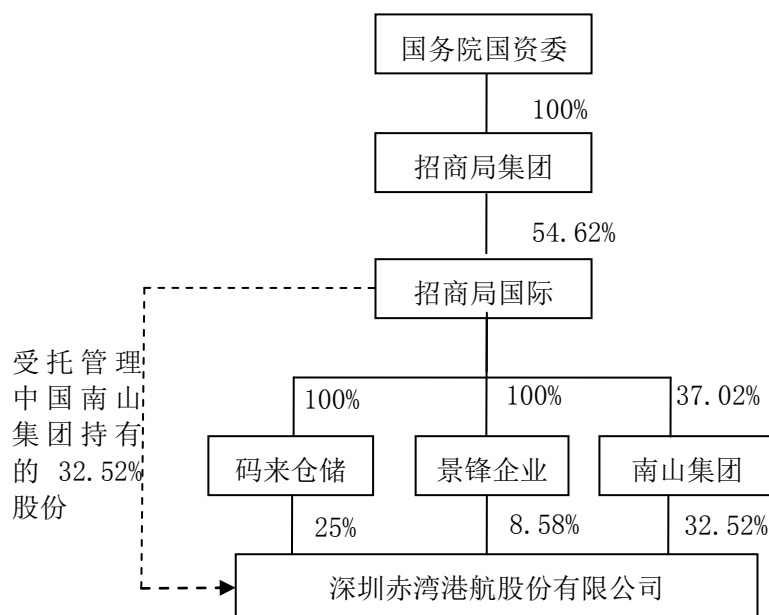 国务院国资委
100%
招商局集团
54.62%
招商局国际
受托管理
中国南山
集团持有
的 32.52%
股份
100%
100%
37.02%
码来仓储
景锋企业
南山集团
25%
8.58%
32.52%
深圳赤湾港航股份有限公司